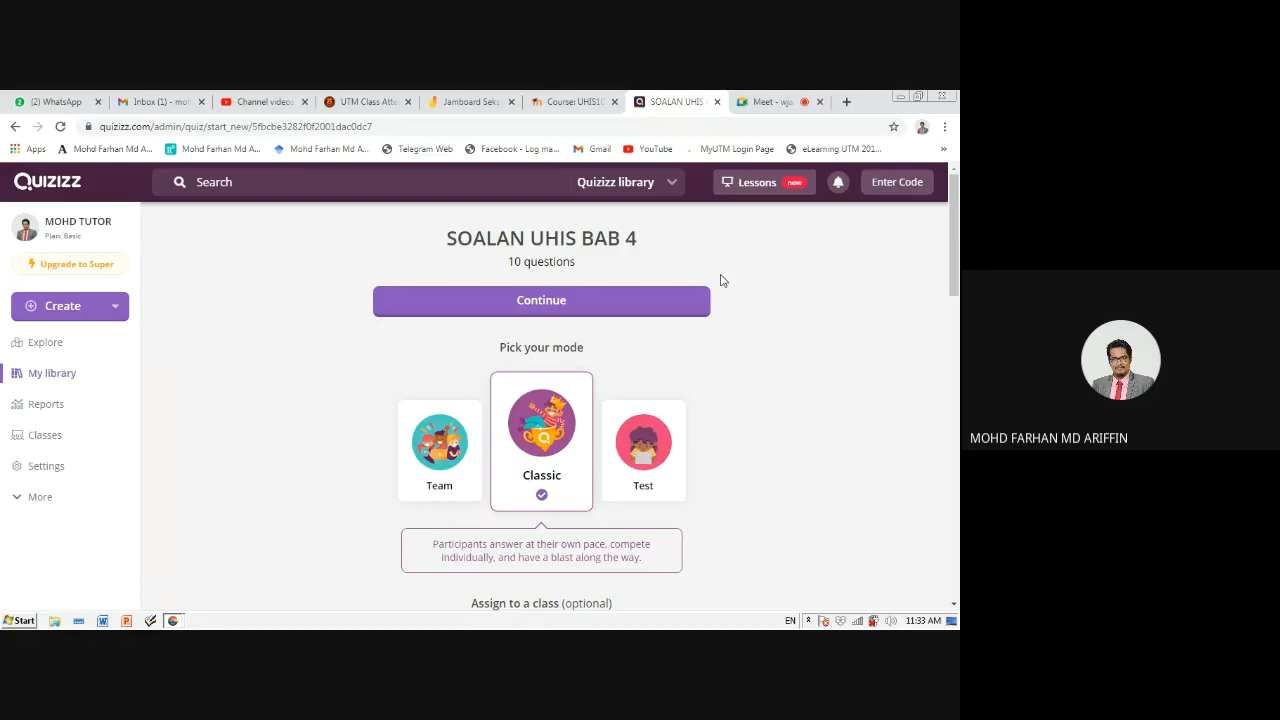 (2) WhatsApp
Inbox (1) - moh
Channel videos
UTM Class Atte
Jamboard Seks
Course: UHIS10
SOALAN UHIS
Meet - wja
quizizz.com/admin/quiz/start_new/5fbcbe3282f0f2001dac0dc7
Apps
Mohd Farhan Md A...
Mohd Farhan Md A...
Mohd Farhan Md A...
Telegram Web
Facebook - Log ma...
Gmail
YouTube
MyUTM Login Page
eLearning UTM 201...
QUIZIZZ
Search
Quizizz library
Lessons new
Enter Code
MOHD TUTOR
Plan: Basic
Upgrade to Super
Create
Explore
My library
Reports
Classes
Settings
More
SOALAN UHIS BAB 4
10 questions
Continue
Pick your mode
Team
Classic
Test
Participants answer at their own pace, compete
individually, and have a blast along the way.
Assign to a class (optional)
Start
EN
11:33 AM
MOHD FARHAN MD ARIFFIN